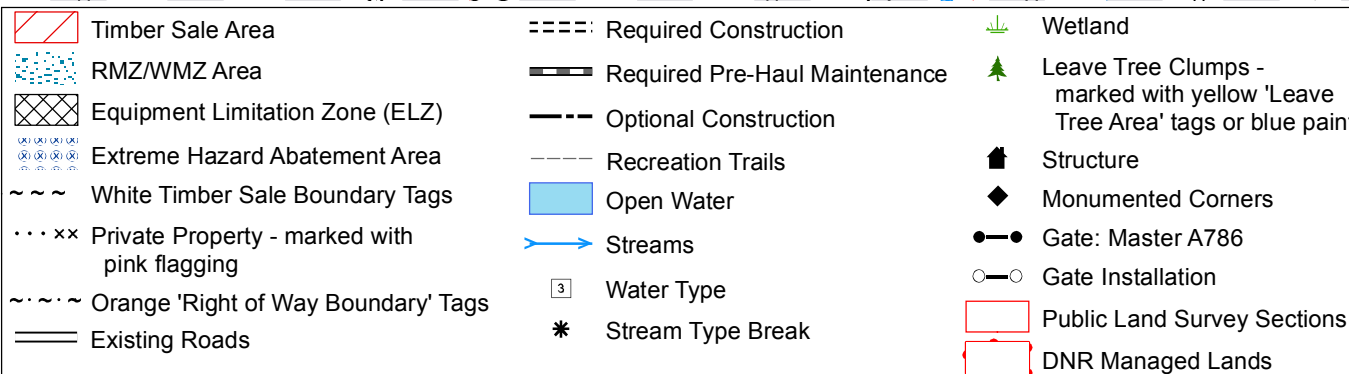 Timber Sale Area
RMZ/WMZ Area
Equipment Limitation Zone (ELZ)
Extreme Hazard Abatement Area
White Timber Sale Boundary Tags
Private Property - marked with
pink flagging
Orange 'Right of Way Boundary' Tags
Existing Roads
Required Construction
Required Pre-Haul Maintenance
Optional Construction
Recreation Trails
Open Water
Streams
3 Water Type
Stream Type Break
Wetland
Leave Tree Clumps -
marked with yellow 'Leave
Tree Area' tags or blue pain
Structure
Monumented Corners
Gate: Master A786
Gate Installation
Public Land Survey Sections
DNR Managed Lands